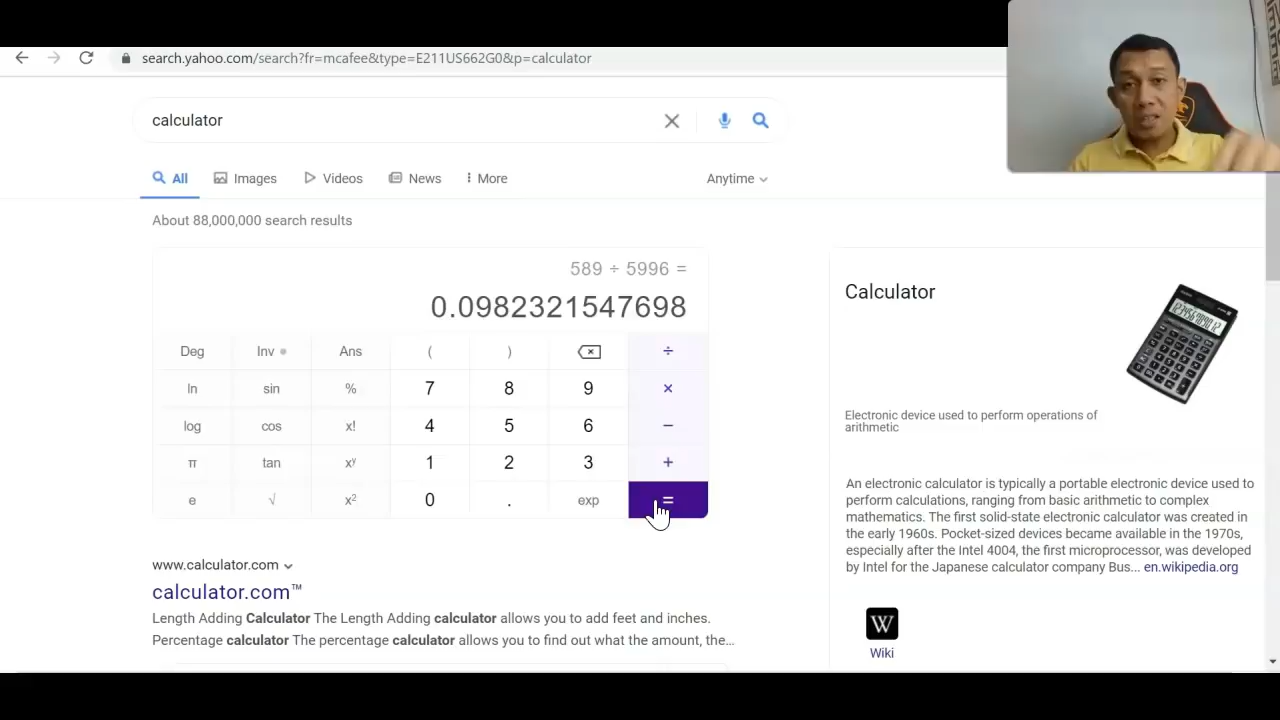 search.yahoo.com/search?fr=mcafee&type=E211US662G0&p=calculator
calculator
All Images Videos News More Anytime
About 88,000,000 search results
589 ÷ 5996 =
0.0982321547698
Deg Inv Ans ( ) ÷
ln sin % 7 8 9 ×
log cos x! 4 5 6 −
π tan xʸ 1 2 3 +
e √ x² 0 . exp =
www.calculator.com
calculator.com™
Length Adding Calculator The Length Adding calculator allows you to add feet and inches.
Percentage calculator The percentage calculator allows you to find out what the amount, the...
Calculator
Electronic device used to perform operations of
arithmetic
An electronic calculator is typically a portable electronic device used to
perform calculations, ranging from basic arithmetic to complex
mathematics. The first solid-state electronic calculator was created in
the early 1960s. Pocket-sized devices became available in the 1970s,
especially after the Intel 4004, the first microprocessor, was developed
by Intel for the Japanese calculator company Bus... en.wikipedia.org
W
Wiki